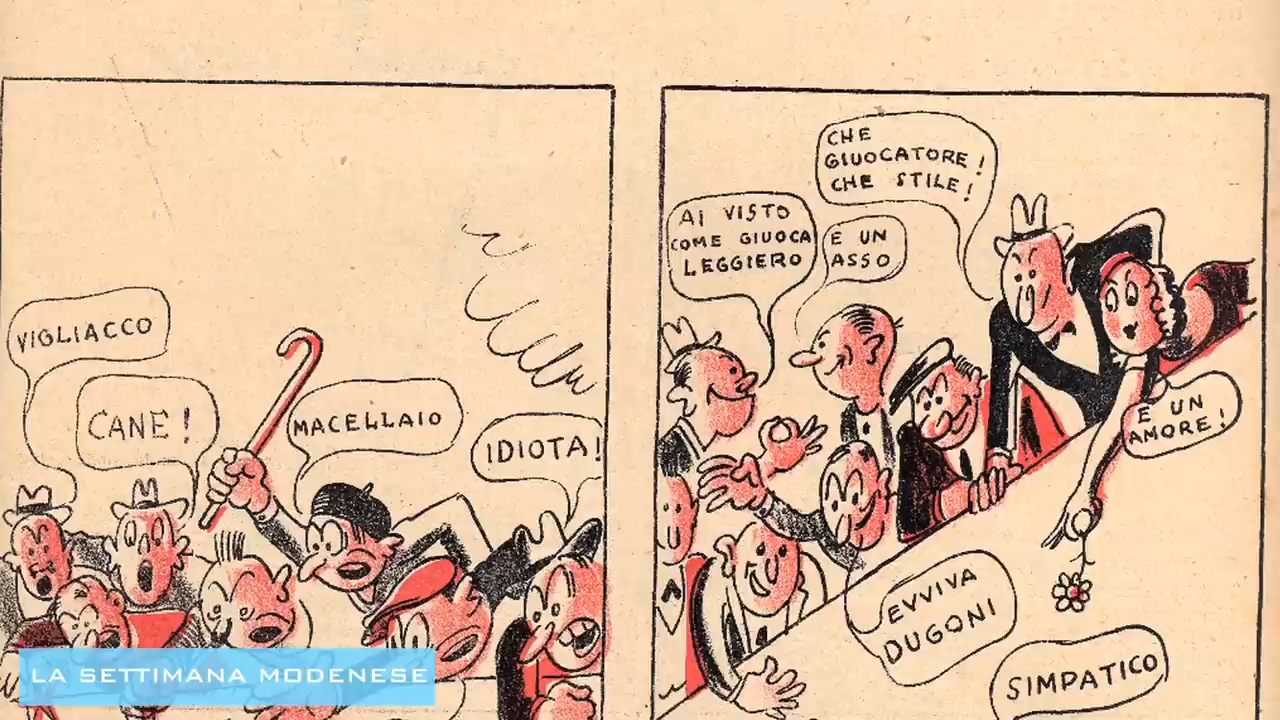 VIGLIACCO
CANE!
MACELLAIO
IDIOTA!
CHE
GIUOCATORE!
CHE STILE!
AI VISTO
COME GIUOCA
LEGGIERO
E UN
ASSO
E UN
AMORE!
EVVIVA
DUGONI
SIMPATICO
LA SETTIMANA MODENESE